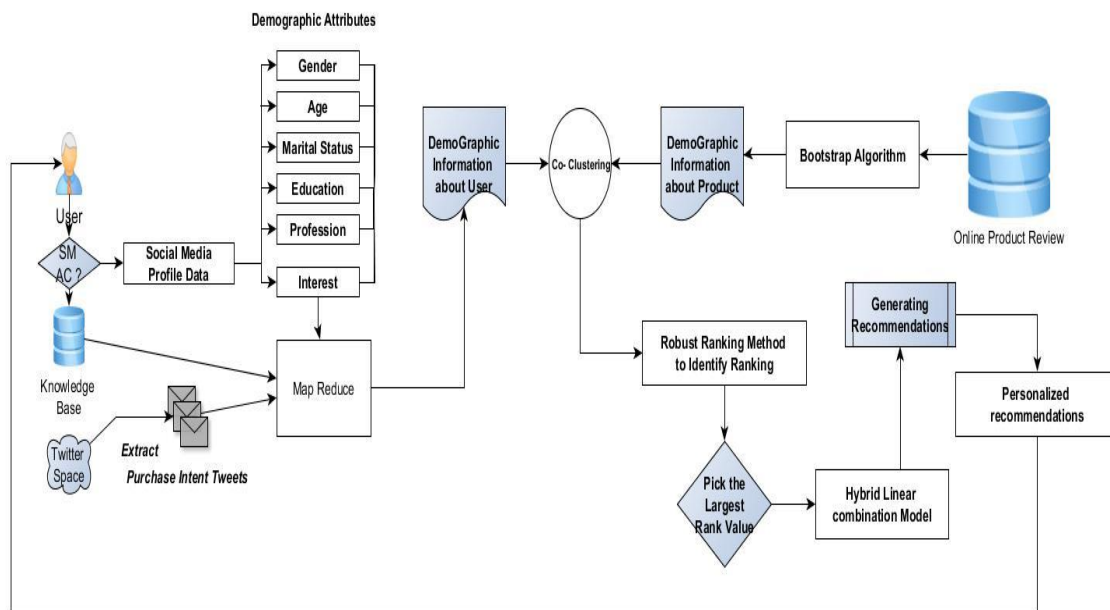 Demographic Attributes
Gender
Age
Marital Status
Education
Profession
Interest
User
SM
AC ?
Social Media
Profile Data
Knowledge
Base
Twitter
Space
Extract
Purchase Intent Tweets
Map Reduce
DemoGraphic
Information
about User
Co- Clustering
DemoGraphic
Information
about Product
Bootstrap Algorithm
Online Product Review
Robust Ranking Method
to Identify Ranking
Pick the
Largest
Rank Value
Hybrid Linear
combination Model
Generating
Recommendations
Personalized
recommendations